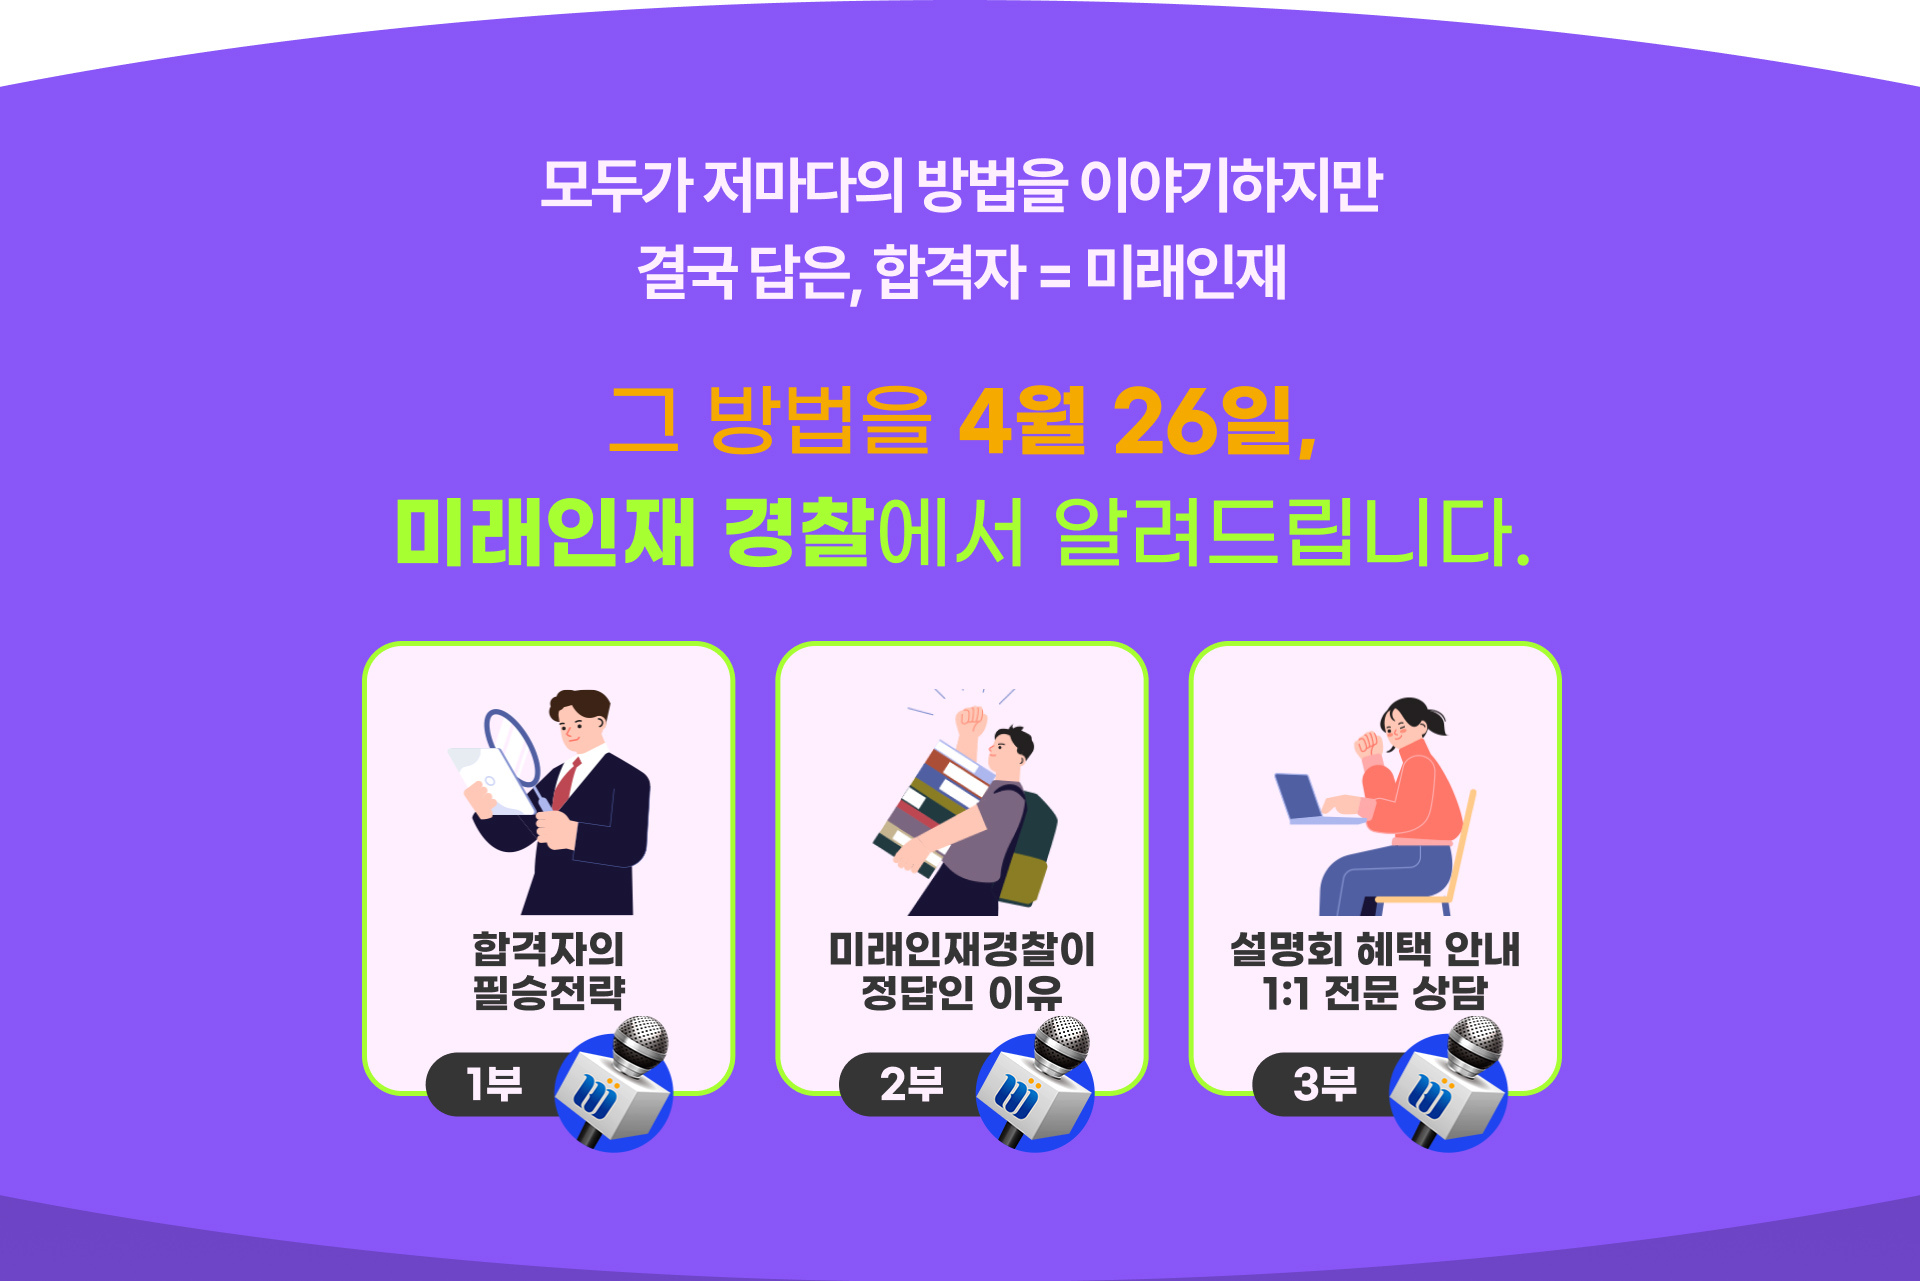 모두가 저마다의 방법을 이야기하지만
결국 답은, 합격자 = 미래인재
그 방법을 4월 26일,
미래인재 경찰에서 알려드립니다.
합격자의
필승전략
1부
미래인재경찰이
정답인 이유
2부
설명회 혜택 안내
1:1 전문 상담
3부